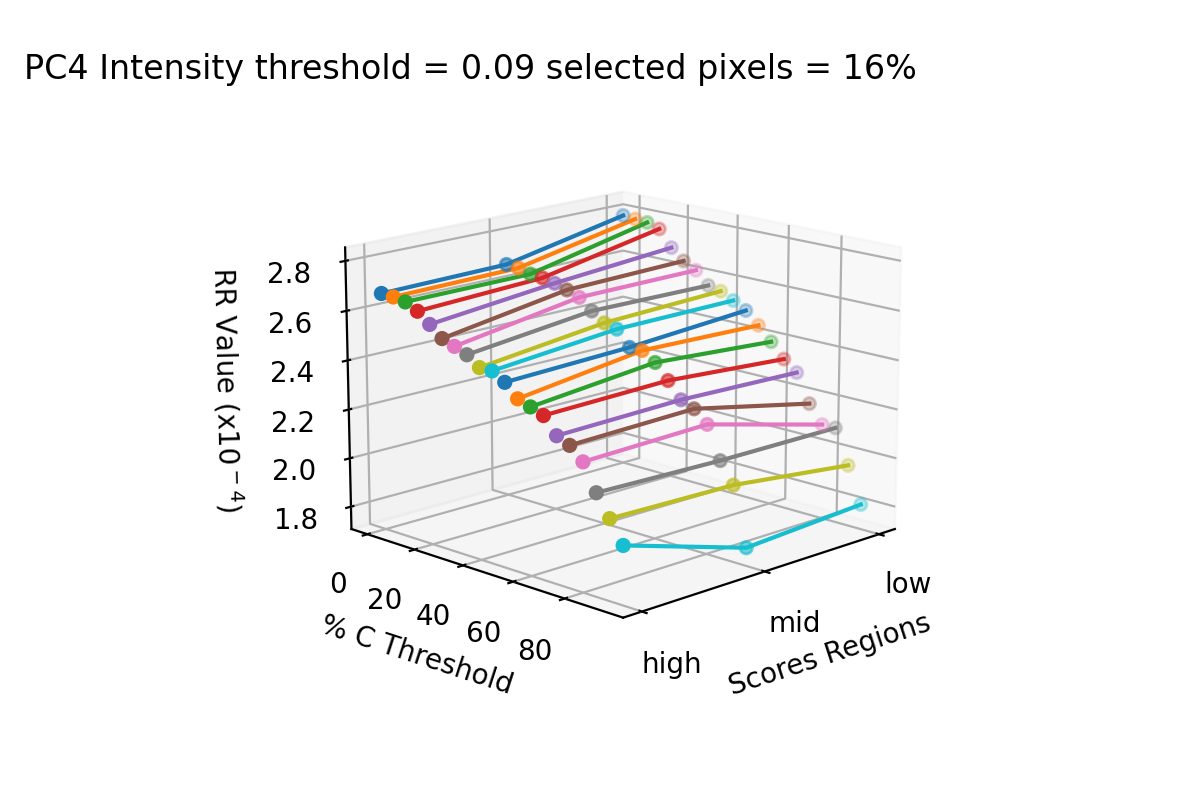 PC4 Intensity threshold = 0.09 selected pixels = 16%
RR Value (x10⁻⁴)
2.8
2.6
2.4
2.2
2.0
1.8
0
20
40
60
80
% C Threshold
high
mid
low
Scores Regions